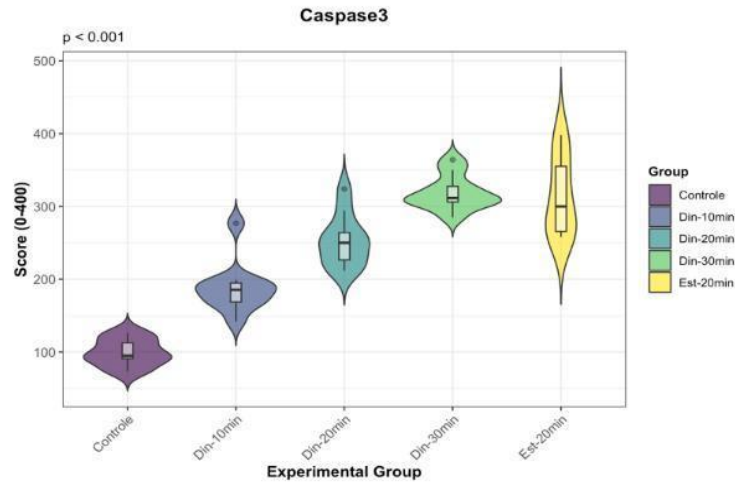 Caspase3
p < 0.001
500
400
300
200
100
Score (0-400)
Controle
Din-10min
Din-20min
Din-30min
Est-20min
Experimental Group
Group
Controle
Din-10min
Din-20min
Din-30min
Est-20min